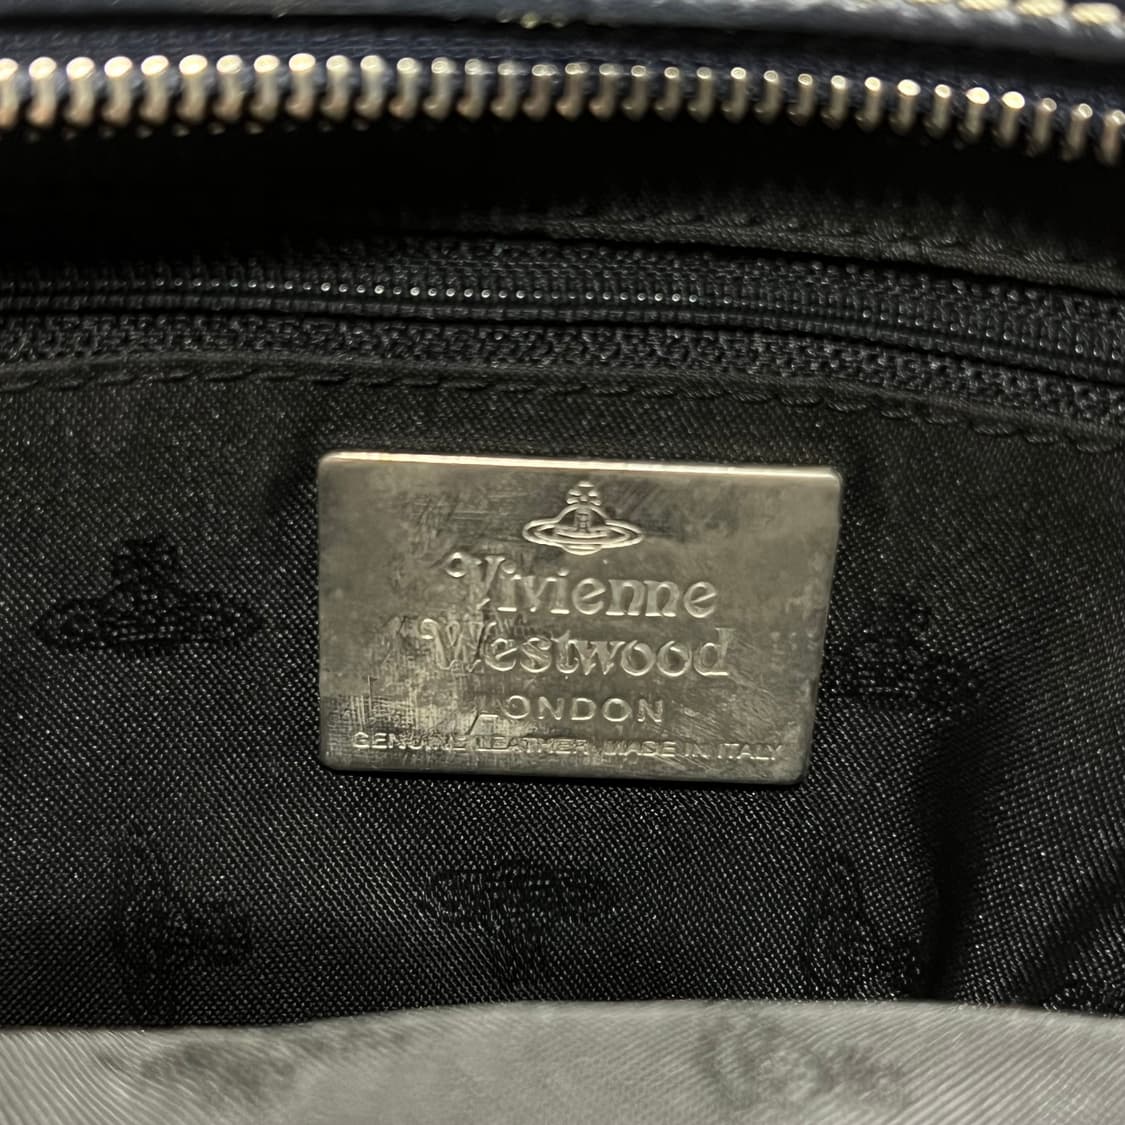 Vivienne
Westwood
LONDON
GENUINE LEATHER MADE IN ITALY